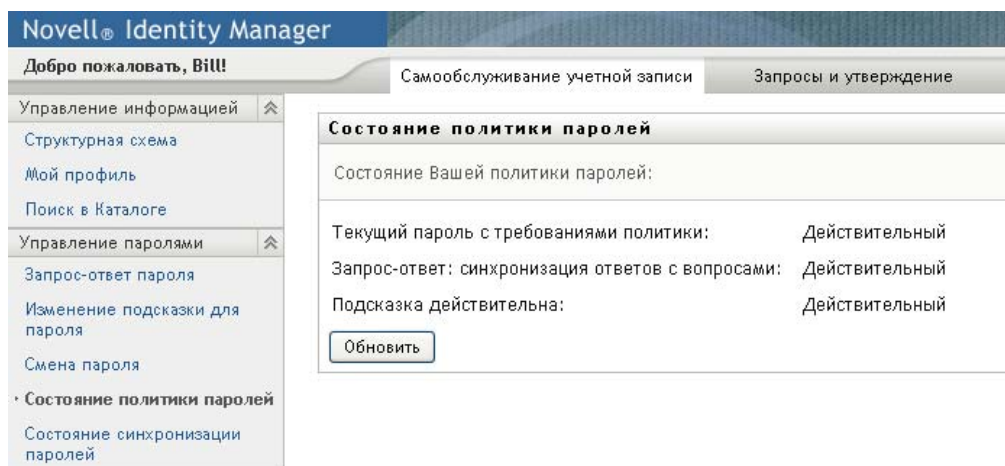 Novell® Identity Manager
Добро пожаловать, Bill!
Самообслуживание учетной записи
Запросы и утверждение
Управление информацией
Структурная схема
Мой профиль
Поиск в Каталоге
Управление паролями
Запрос-ответ пароля
Изменение подсказки для
пароля
Смена пароля
Состояние политики паролей
Состояние синхронизации
паролей
Состояние политики паролей
Состояние Вашей политики паролей:
Текущий пароль с требованиями политики: Действительный
Запрос-ответ: синхронизация ответов с вопросами: Действительный
Подсказка действительна: Действительный
Обновить